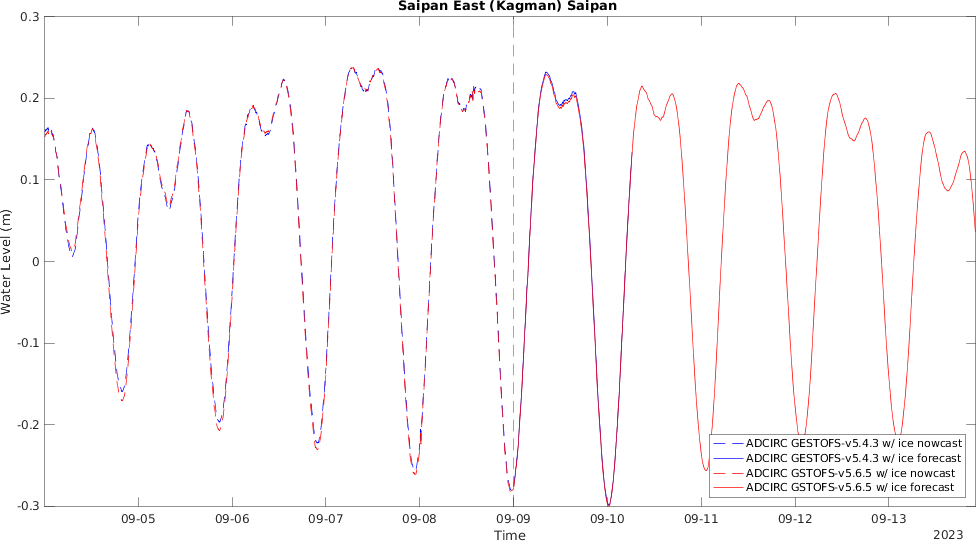 Saipan East (Kagman) Saipan
0.3
0.2
0.1
0
-0.1
-0.2
-0.3
Water Level (m)
ADCIRC GESTOFS-v5.4.3 w/ ice nowcast
ADCIRC GESTOFS-v5.4.3 w/ ice forecast
ADCIRC GSTOFS-v5.6.5 w/ ice nowcast
ADCIRC GSTOFS-v5.6.5 w/ ice forecast
09-05 09-06 09-07 09-08 09-09 09-10 09-11 09-12 09-13
Time
2023